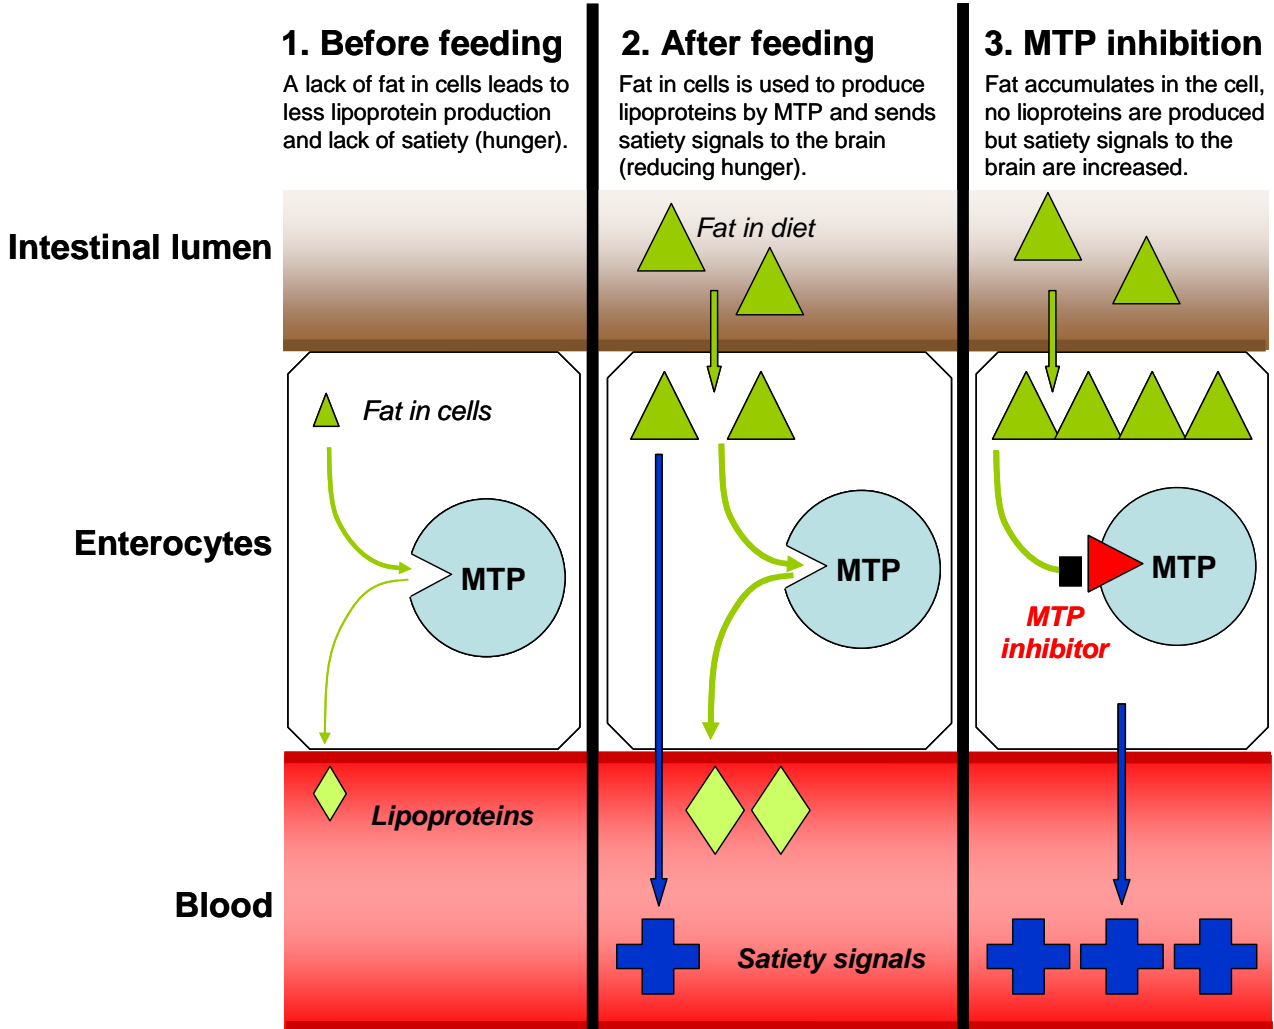 1. Before feeding
A lack of fat in cells leads to
less lipoprotein production
and lack of satiety (hunger).
2. After feeding
Fat in cells is used to produce
lipoproteins by MTP and sends
satiety signals to the brain
(reducing hunger).
3. MTP inhibition
Fat accumulates in the cell,
no lioproteins are produced
but satiety signals to the
brain are increased.
Intestinal lumen
Fat in diet
Enterocytes
Fat in cells
MTP
MTP
MTP
MTP
inhibitor
Blood
Lipoproteins
Satiety signals